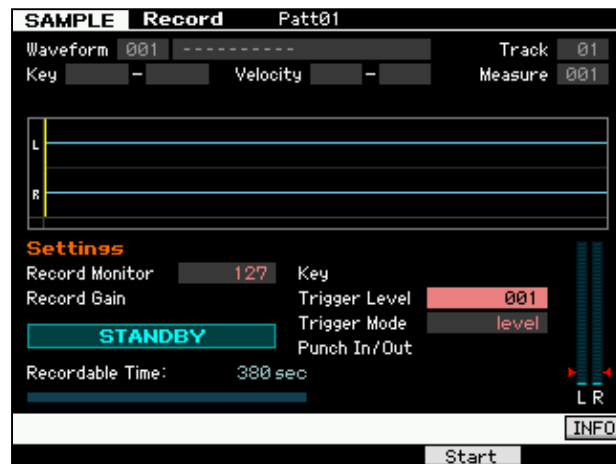 SAMPLE Record Patt01
Waveform 001 ---------- Track 01
Key - Velocity - Measure 001
L
R
Settings
Record Monitor 127 Key
Record Gain Trigger Level 001
Trigger Mode level
STANDBY Punch In/Out
Recordable Time: 380 sec
L R
INFO
Start